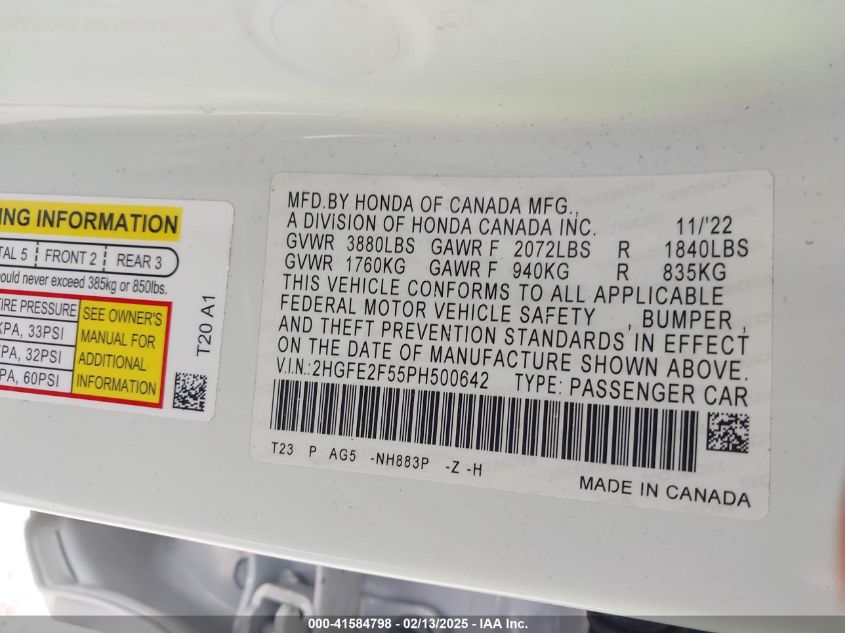 ING INFORMATION
TAL 5 FRONT 2 REAR 3
ould never exceed 385kg or 850lbs.
IRE PRESSURE
KPA, 33PSI
PA, 32PSI
PA, 60PSI
SEE OWNER'S
MANUAL FOR
ADDITIONAL
INFORMATION
T20 A1
MFD.BY HONDA OF CANADA MFG.,
A DIVISION OF HONDA CANADA INC. 11/'22
GVWR 3880LBS GAWR F 2072LBS R 1840LBS
GVWR 1760KG GAWR F 940KG R 835KG
THIS VEHICLE CONFORMS TO ALL APPLICABLE
FEDERAL MOTOR VEHICLE SAFETY , BUMPER ,
AND THEFT PREVENTION STANDARDS IN EFFECT
ON THE DATE OF MANUFACTURE SHOWN ABOVE.
V.I.N.:2HGFE2F55PH500642 TYPE: PASSENGER CAR
T23 P AG5 -NH883P -Z -H
MADE IN CANADA
000-41584798 - 02/13/2025 - IAA Inc.